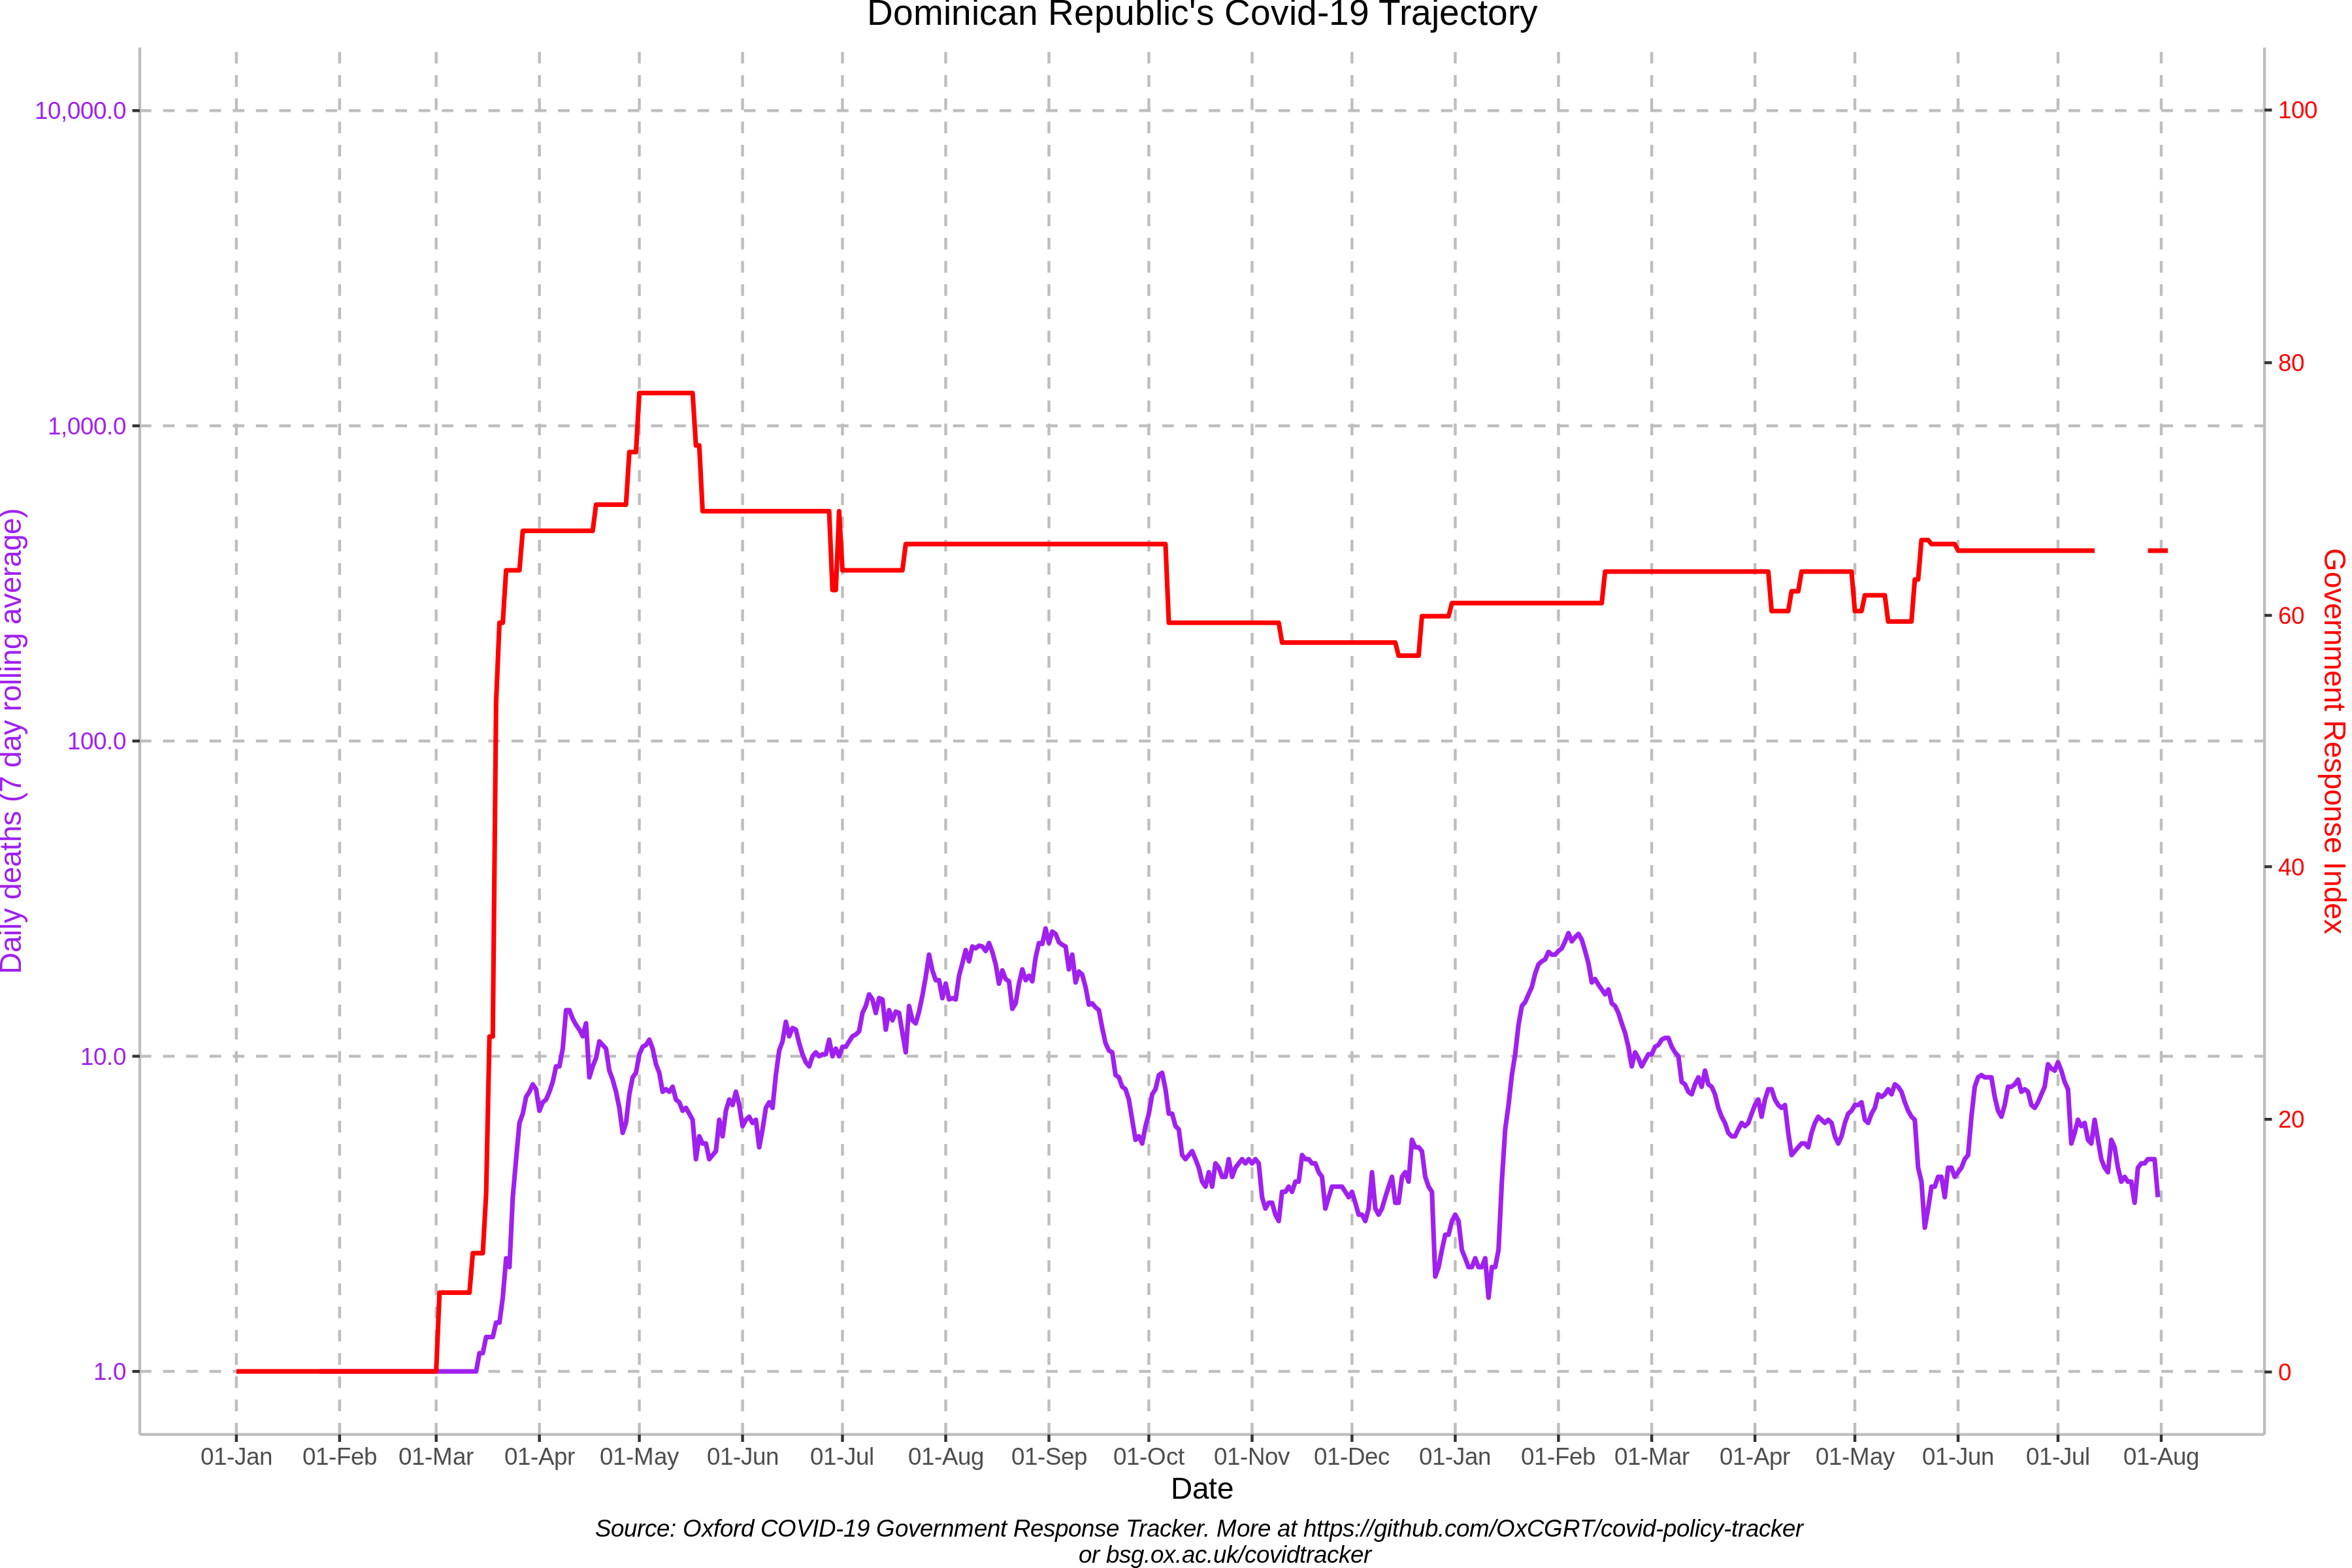 Dominican Republic's Covid-19 Trajectory
10,000.0
1,000.0
100.0
10.0
1.0
Daily deaths (7 day rolling average)
100
80
60
40
20
0
Government Response Index
01-Jan 01-Feb 01-Mar 01-Apr 01-May 01-Jun 01-Jul 01-Aug 01-Sep 01-Oct 01-Nov 01-Dec 01-Jan 01-Feb 01-Mar 01-Apr 01-May 01-Jun 01-Jul 01-Aug
Date
Source: Oxford COVID-19 Government Response Tracker. More at https://github.com/OxCGRT/covid-policy-tracker
or bsg.ox.ac.uk/covidtracker